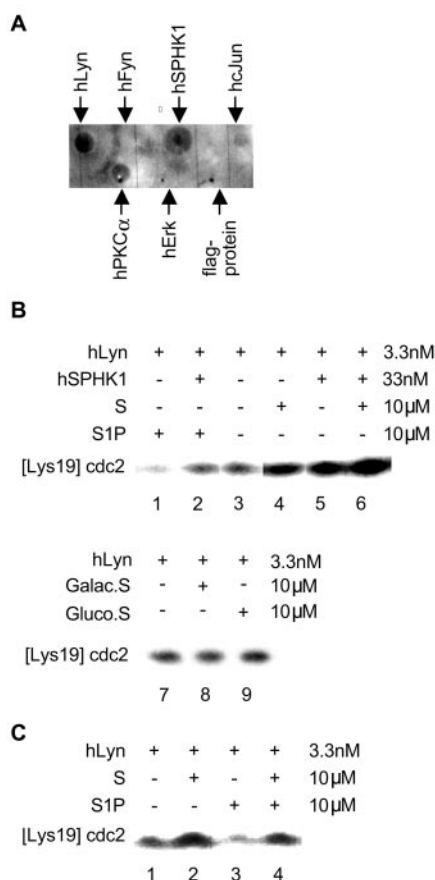 A
hLyn
hFyn
hSPHK1
hcJun
hPKCα
hErk
flag-
protein
B
hLyn + + + + + + 3.3nM
hSPHK1 - + - - + + 33nM
S - - - + - + 10µM
S1P + + - - - - 10µM
[Lys19] cdc2
1 2 3 4 5 6
hLyn + + + 3.3nM
Galac.S - + - 10µM
Gluco.S - - + 10µM
[Lys19] cdc2
7 8 9
C
hLyn + + + + 3.3nM
S - + - + 10µM
S1P - - + + 10µM
[Lys19] cdc2
1 2 3 4